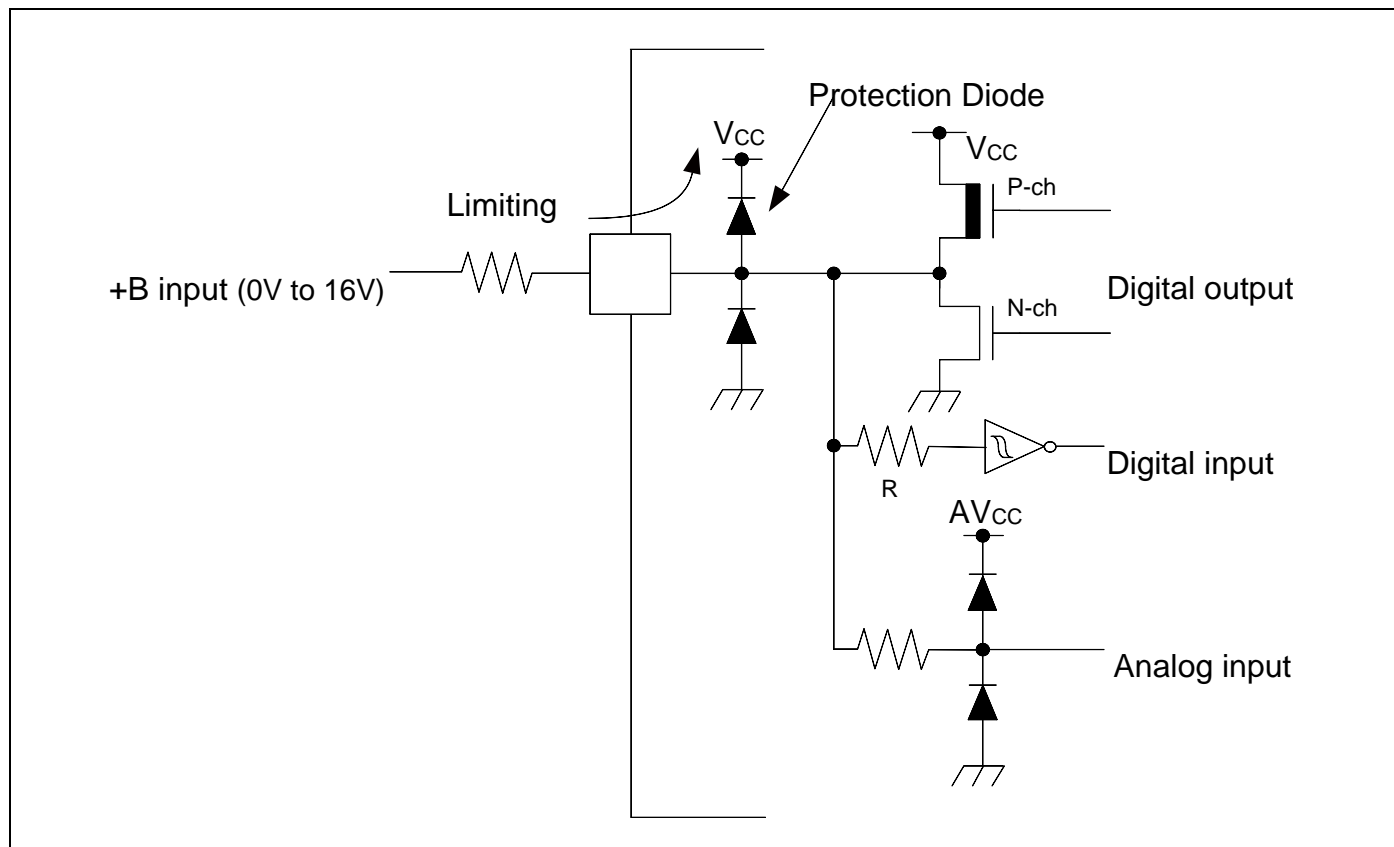 Protection Diode
VCC
VCC
P-ch
Limiting
+B input (0V to 16V)
Digital output
N-ch
Digital input
R
AVCC
Analog input